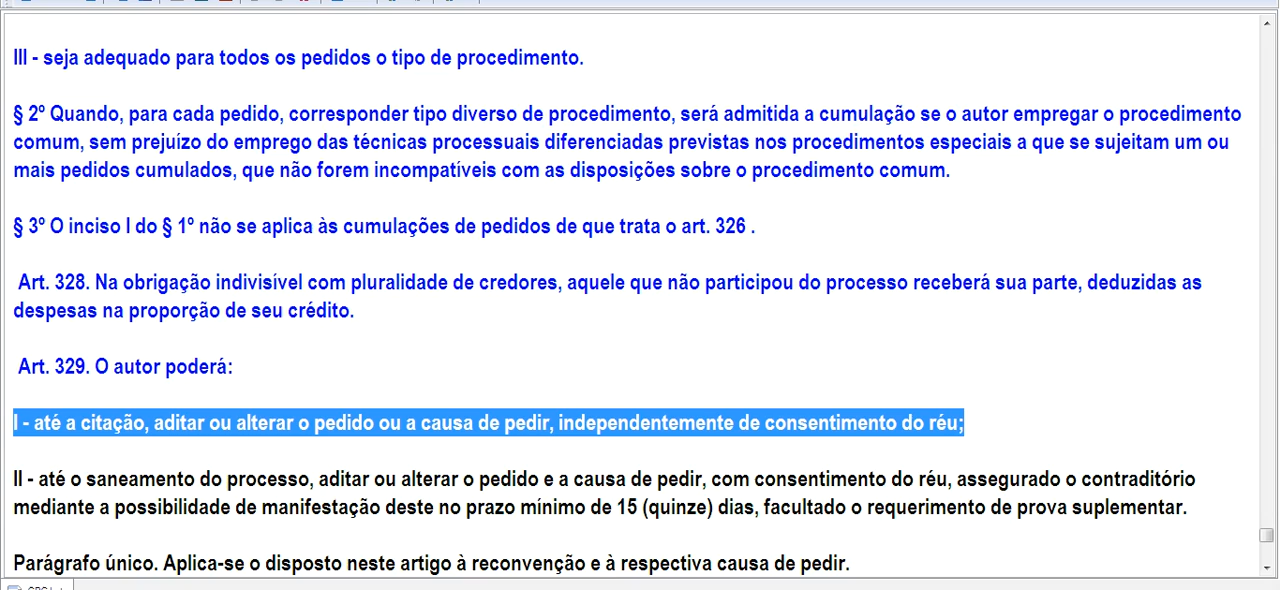 III - seja adequado para todos os pedidos o tipo de procedimento.
§ 2º Quando, para cada pedido, corresponder tipo diverso de procedimento, será admitida a cumulação se o autor empregar o procedimento
comum, sem prejuízo do emprego das técnicas processuais diferenciadas previstas nos procedimentos especiais a que se sujeitam um ou
mais pedidos cumulados, que não forem incompatíveis com as disposições sobre o procedimento comum.
§ 3º O inciso I do § 1º não se aplica às cumulações de pedidos de que trata o art. 326 .
Art. 328. Na obrigação indivisível com pluralidade de credores, aquele que não participou do processo receberá sua parte, deduzidas as
despesas na proporção de seu crédito.
Art. 329. O autor poderá:
I - até a citação, aditar ou alterar o pedido ou a causa de pedir, independentemente de consentimento do réu;
II - até o saneamento do processo, aditar ou alterar o pedido e a causa de pedir, com consentimento do réu, assegurado o contraditório
mediante a possibilidade de manifestação deste no prazo mínimo de 15 (quinze) dias, facultado o requerimento de prova suplementar.
Parágrafo único. Aplica-se o disposto neste artigo à reconvenção e à respectiva causa de pedir.